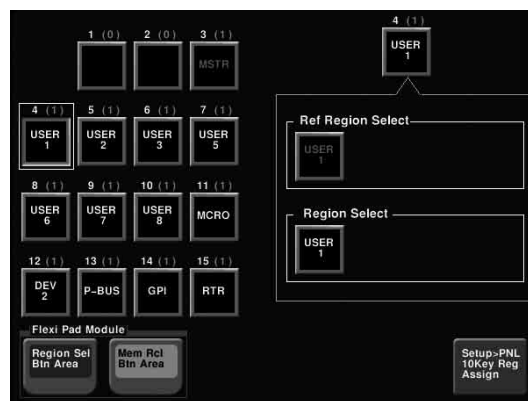 1 (0) 2 (0) 3 (1)
MSTR
4 (1) 5 (1) 6 (1) 7 (1)
USER 1
USER 2
USER 3
USER 5
8 (1) 9 (1) 10 (1) 11 (1)
USER 6
USER 7
USER 8
MCRO
12 (1) 13 (1) 14 (1) 15 (1)
DEV 2
P-BUS
GPI
RTR
Flexi Pad Module
Region Sel
Btn Area
Mem Rcl
Btn Area
4 (1)
USER
1
Ref Region Select
USER
1
Region Select
USER
1
Setup>PNL
10Key Reg
Assign